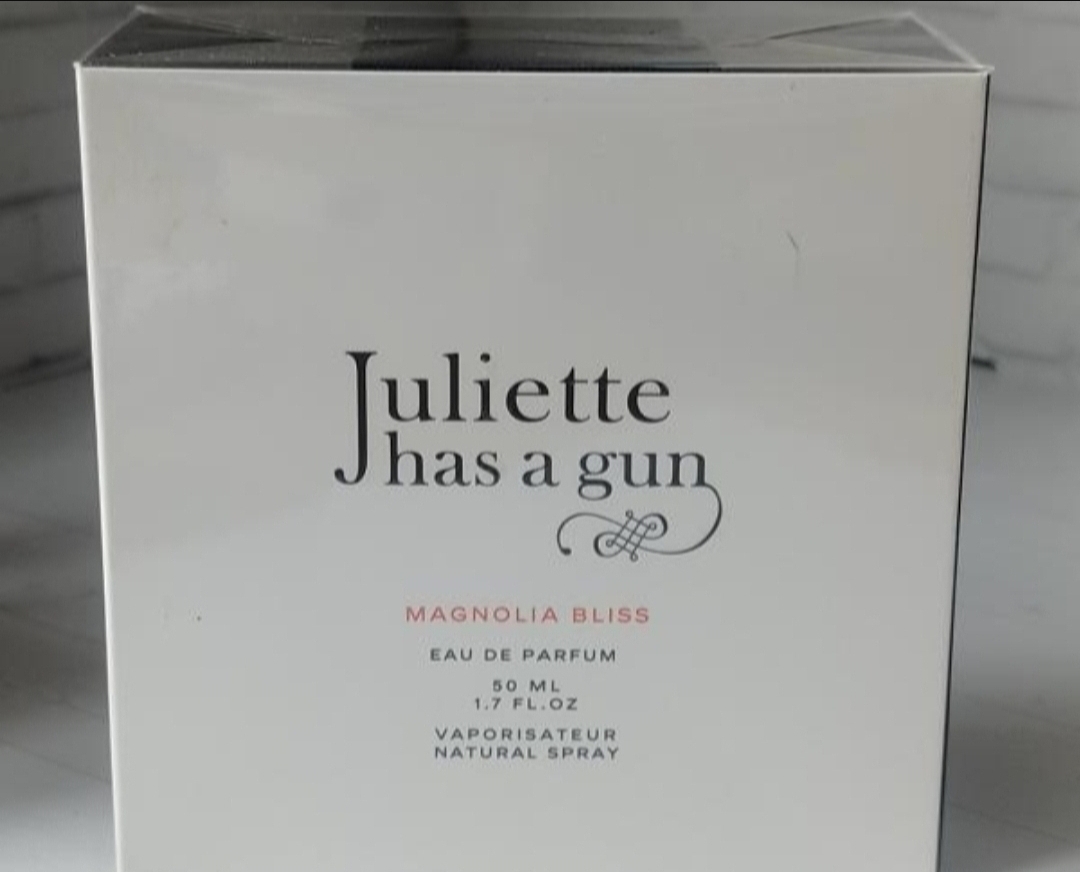 Juliette
has a gun
MAGNOLIA BLISS
EAU DE PARFUM
50 ML
1.7 FL.OZ
VAPORISATEUR
NATURAL SPRAY